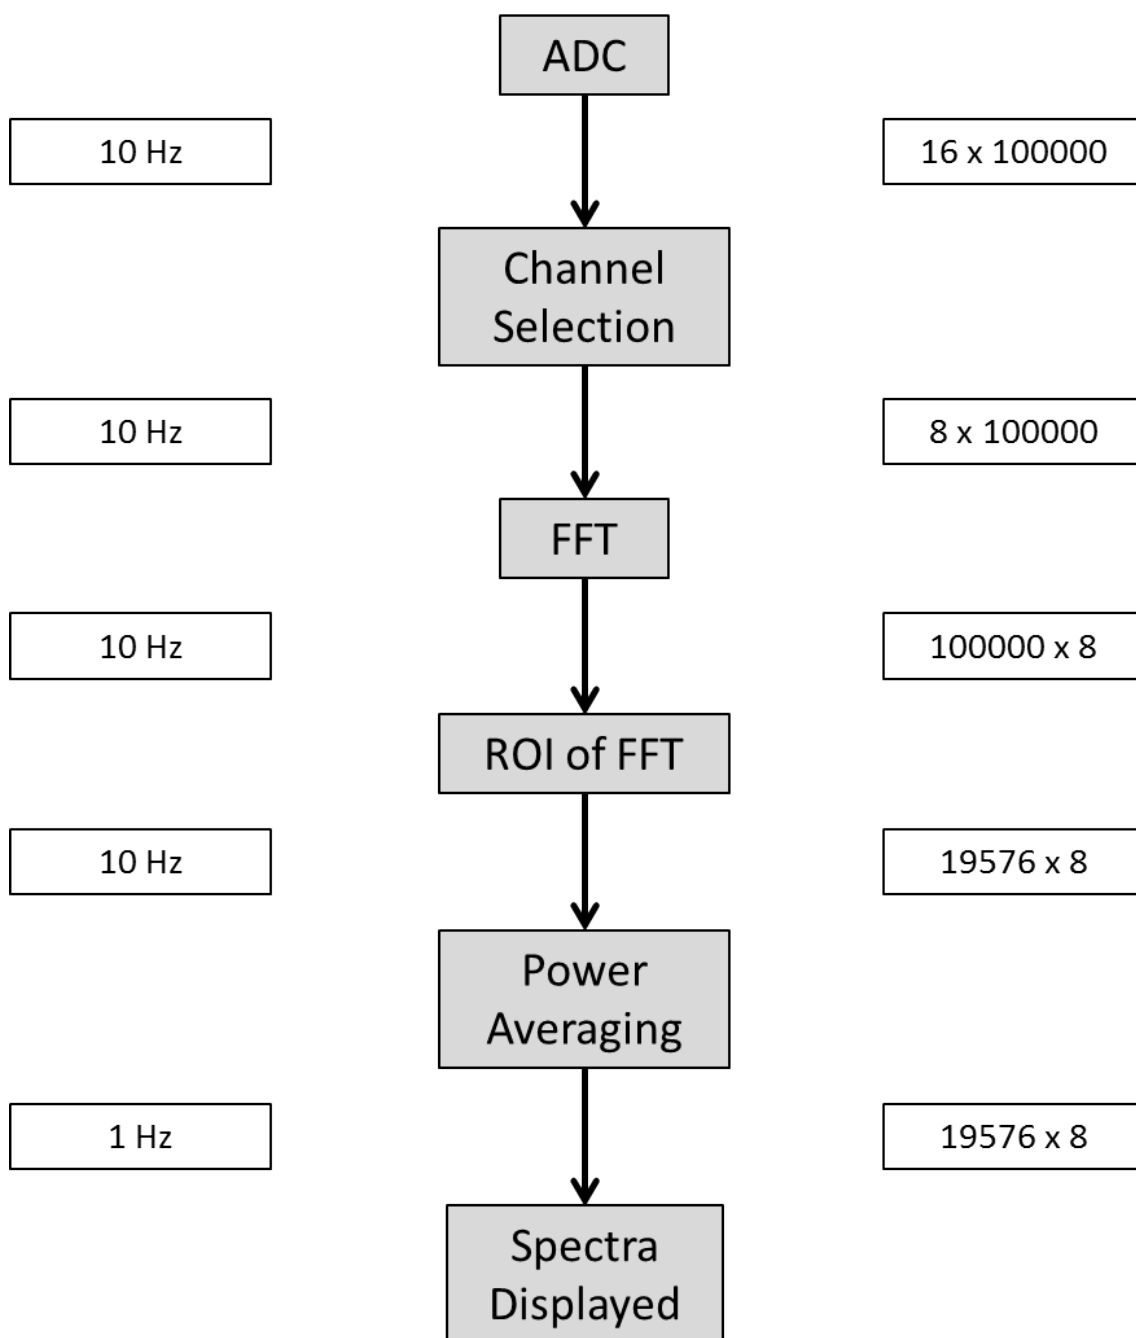 ADC
10 Hz
16 x 100000
Channel
Selection
10 Hz
8 x 100000
FFT
10 Hz
100000 x 8
ROI of FFT
10 Hz
19576 x 8
Power
Averaging
1 Hz
19576 x 8
Spectra
Displayed